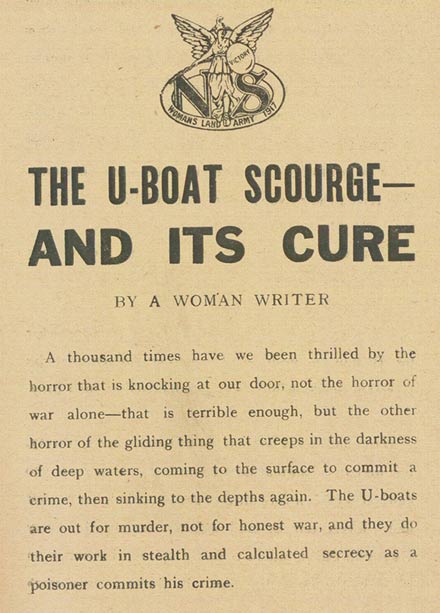 VICTORY
N S
WOMANS LAND ARMY 1917
THE U-BOAT SCOURGE—
AND ITS CURE
BY A WOMAN WRITER
A thousand times have we been thrilled by the
horror that is knocking at our door, not the horror of
war alone—that is terrible enough, but the other
horror of the gliding thing that creeps in the darkness
of deep waters, coming to the surface to commit a
crime, then sinking to the depths again. The U-boats
are out for murder, not for honest war, and they do
their work in stealth and calculated secrecy as a
poisoner commits his crime.